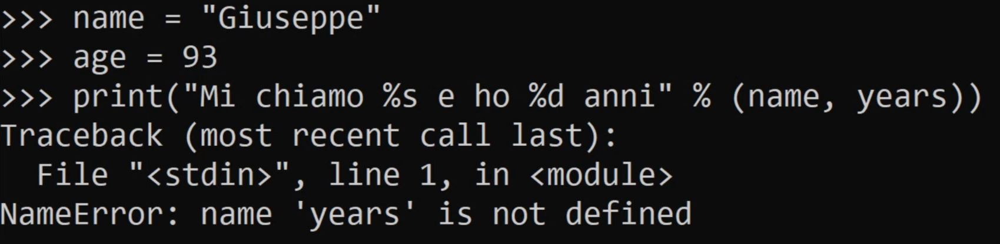 >>> name = "Giuseppe"
>>> age = 93
>>> print("Mi chiamo %s e ho %d anni" % (name, years))
Traceback (most recent call last):
  File "<stdin>", line 1, in <module>
NameError: name 'years' is not defined